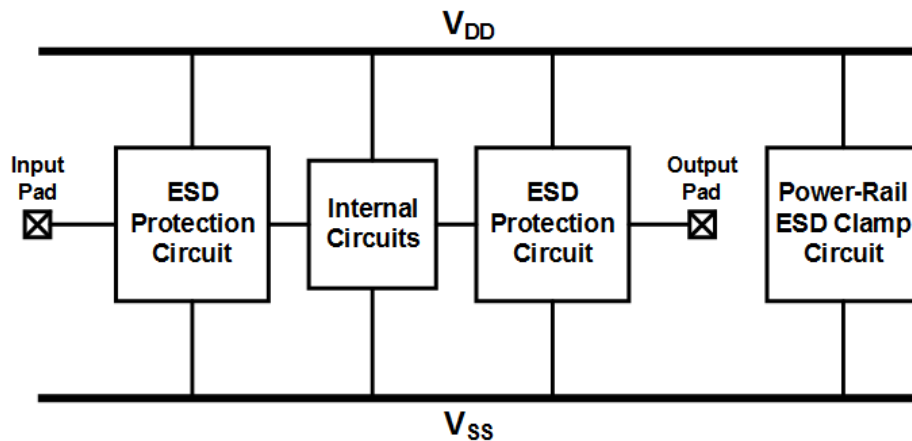 VDD
Input
Pad
ESD
Protection
Circuit
Internal
Circuits
ESD
Protection
Circuit
Output
Pad
Power-Rail
ESD Clamp
Circuit
VSS